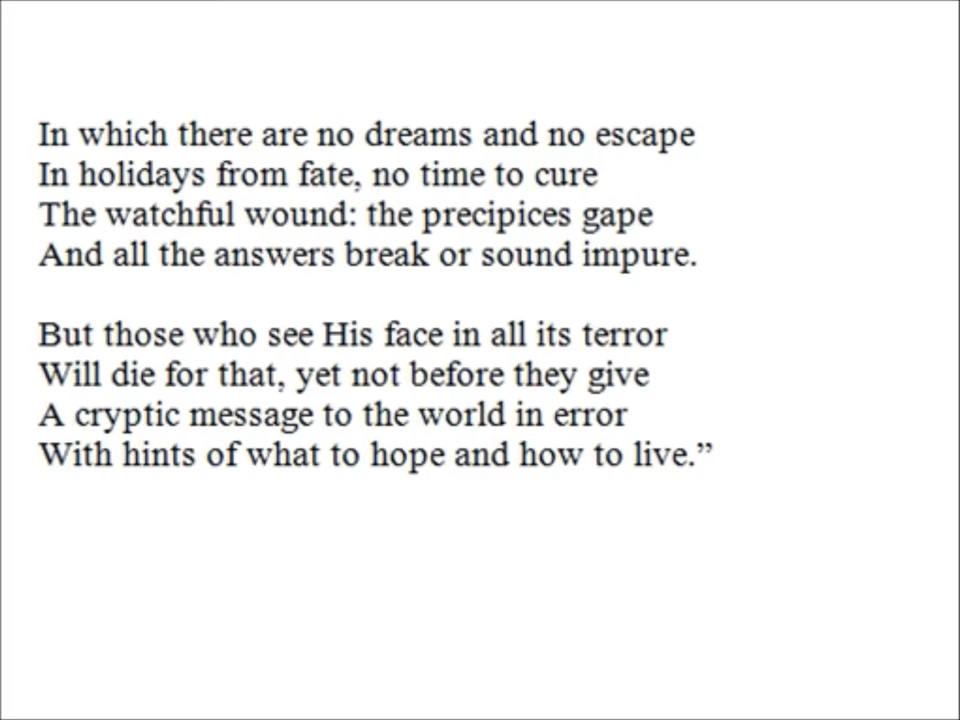 In which there are no dreams and no escape
In holidays from fate, no time to cure
The watchful wound: the precipices gape
And all the answers break or sound impure.
But those who see His face in all its terror
Will die for that, yet not before they give
A cryptic message to the world in error
With hints of what to hope and how to live.”